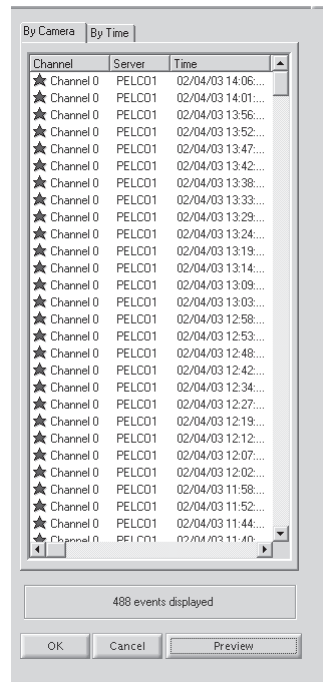 By Camera By Time
Channel Server Time
Channel 0 PELCO1 02/04/03 14:06:...
Channel 0 PELCO1 02/04/03 14:01:...
Channel 0 PELCO1 02/04/03 13:56:...
Channel 0 PELCO1 02/04/03 13:52:...
Channel 0 PELCO1 02/04/03 13:47:...
Channel 0 PELCO1 02/04/03 13:42:...
Channel 0 PELCO1 02/04/03 13:38:...
Channel 0 PELCO1 02/04/03 13:33:...
Channel 0 PELCO1 02/04/03 13:29:...
Channel 0 PELCO1 02/04/03 13:24:...
Channel 0 PELCO1 02/04/03 13:19:...
Channel 0 PELCO1 02/04/03 13:14:...
Channel 0 PELCO1 02/04/03 13:09:...
Channel 0 PELCO1 02/04/03 13:03:...
Channel 0 PELCO1 02/04/03 12:58:...
Channel 0 PELCO1 02/04/03 12:53:...
Channel 0 PELCO1 02/04/03 12:48:...
Channel 0 PELCO1 02/04/03 12:42:...
Channel 0 PELCO1 02/04/03 12:34:...
Channel 0 PELCO1 02/04/03 12:27:...
Channel 0 PELCO1 02/04/03 12:19:...
Channel 0 PELCO1 02/04/03 12:12:...
Channel 0 PELCO1 02/04/03 12:07:...
Channel 0 PELCO1 02/04/03 12:02:...
Channel 0 PELCO1 02/04/03 11:58:...
Channel 0 PELCO1 02/04/03 11:52:...
Channel 0 PELCO1 02/04/03 11:44:...
Channel 0 PELCO1 02/04/03 11:40:...
488 events displayed
OK Cancel Preview